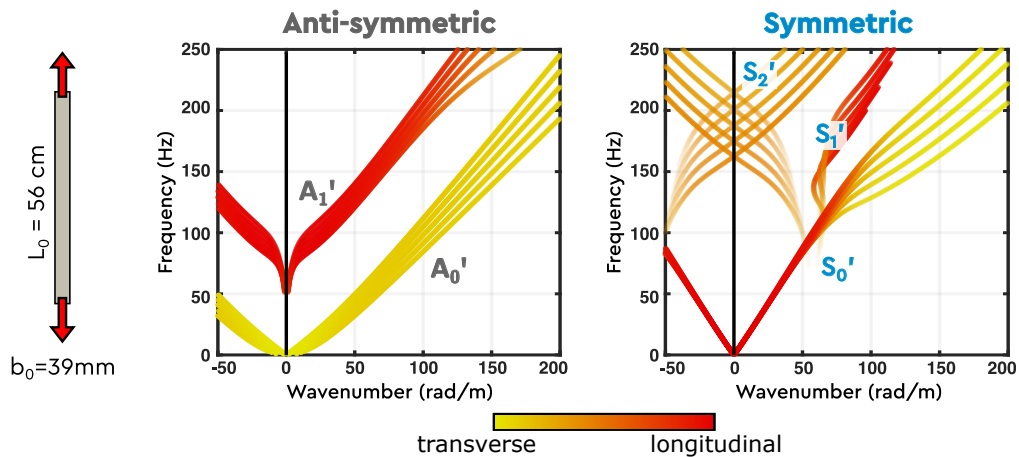 Anti-symmetric
Symmetric
L₀ = 56 cm
b₀=39mm
Frequency (Hz)
250
200
150
100
50
0
A₁'
A₀'
-50 0 50 100 150 200
Wavenumber (rad/m)
Frequency (Hz)
250
200
150
100
50
0
S₂'
S₁'
S₀'
-50 0 50 100 150 200
Wavenumber (rad/m)
transverse longitudinal